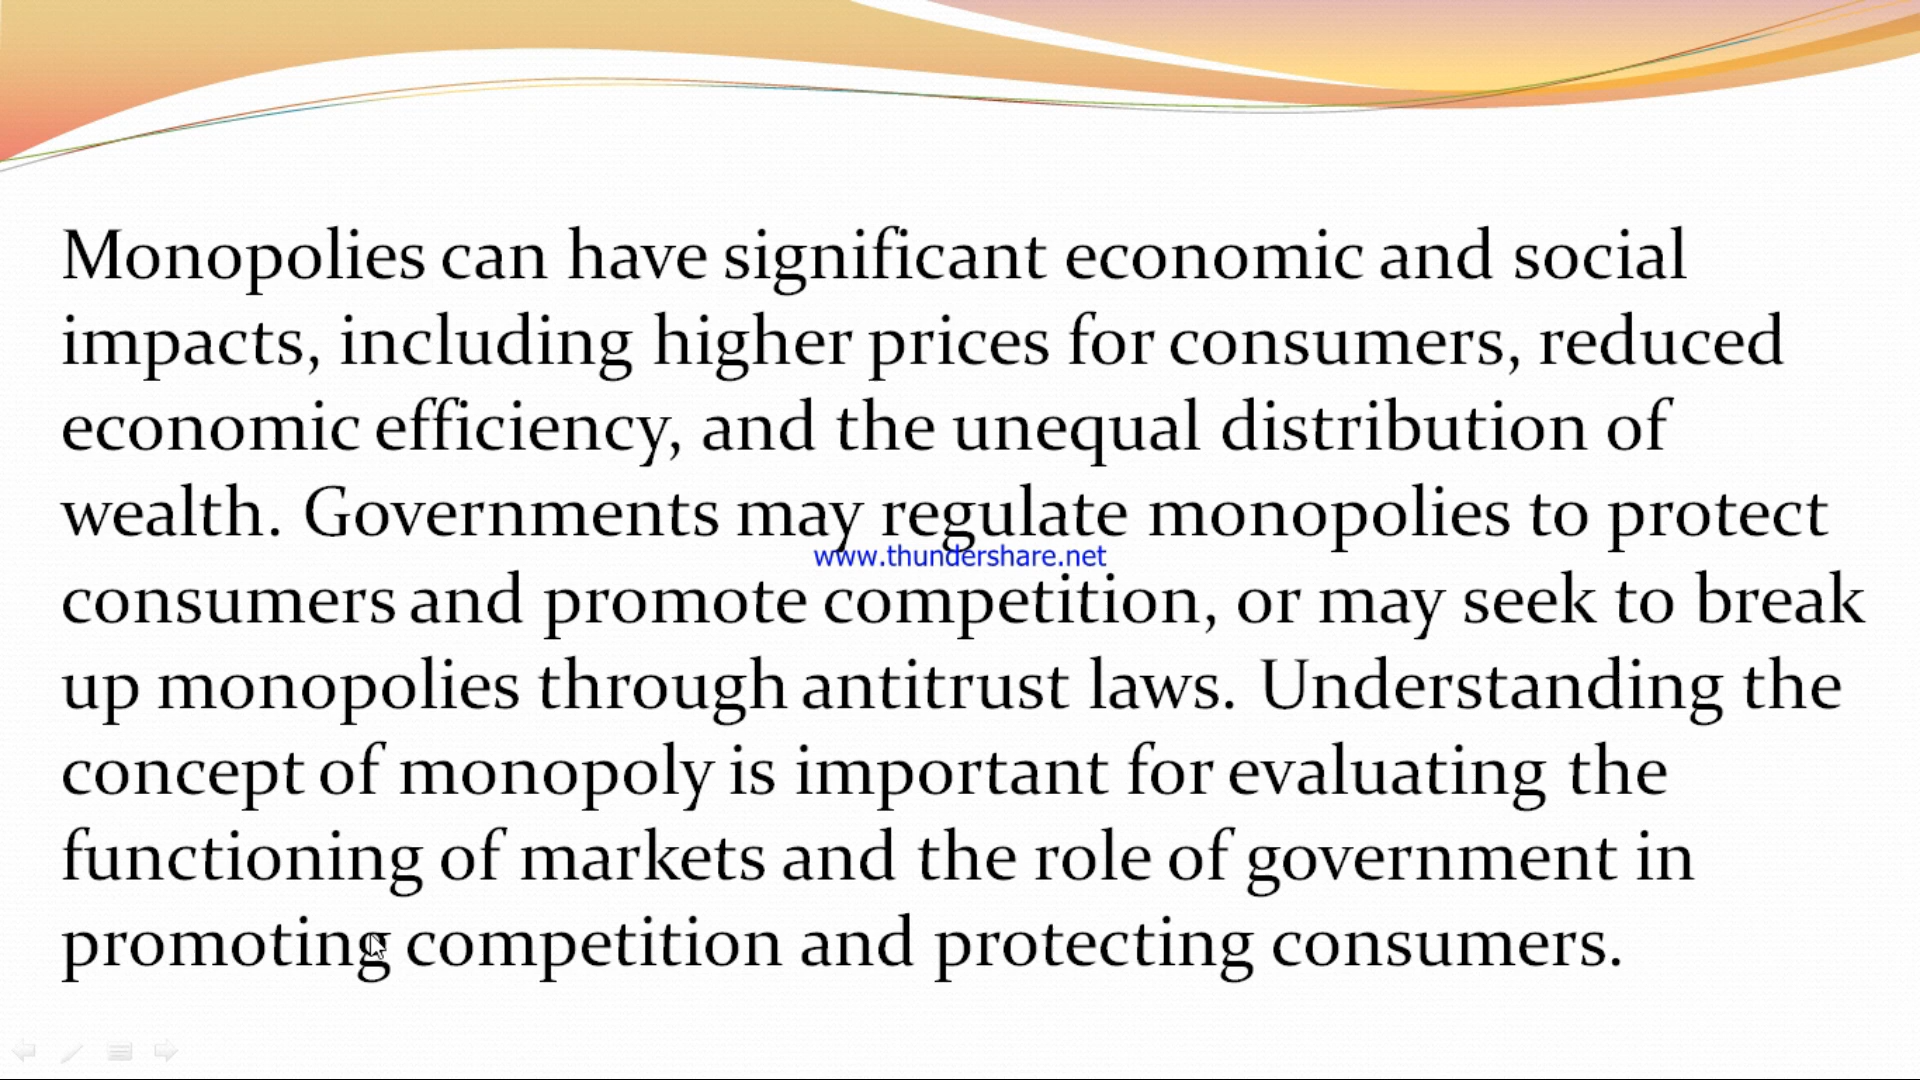 Monopolies can have significant economic and social
impacts, including higher prices for consumers, reduced
economic efficiency, and the unequal distribution of
wealth. Governments may regulate monopolies to protect
www.thundershare.net
consumers and promote competition, or may seek to break
up monopolies through antitrust laws. Understanding the
concept of monopoly is important for evaluating the
functioning of markets and the role of government in
promoting competition and protecting consumers.